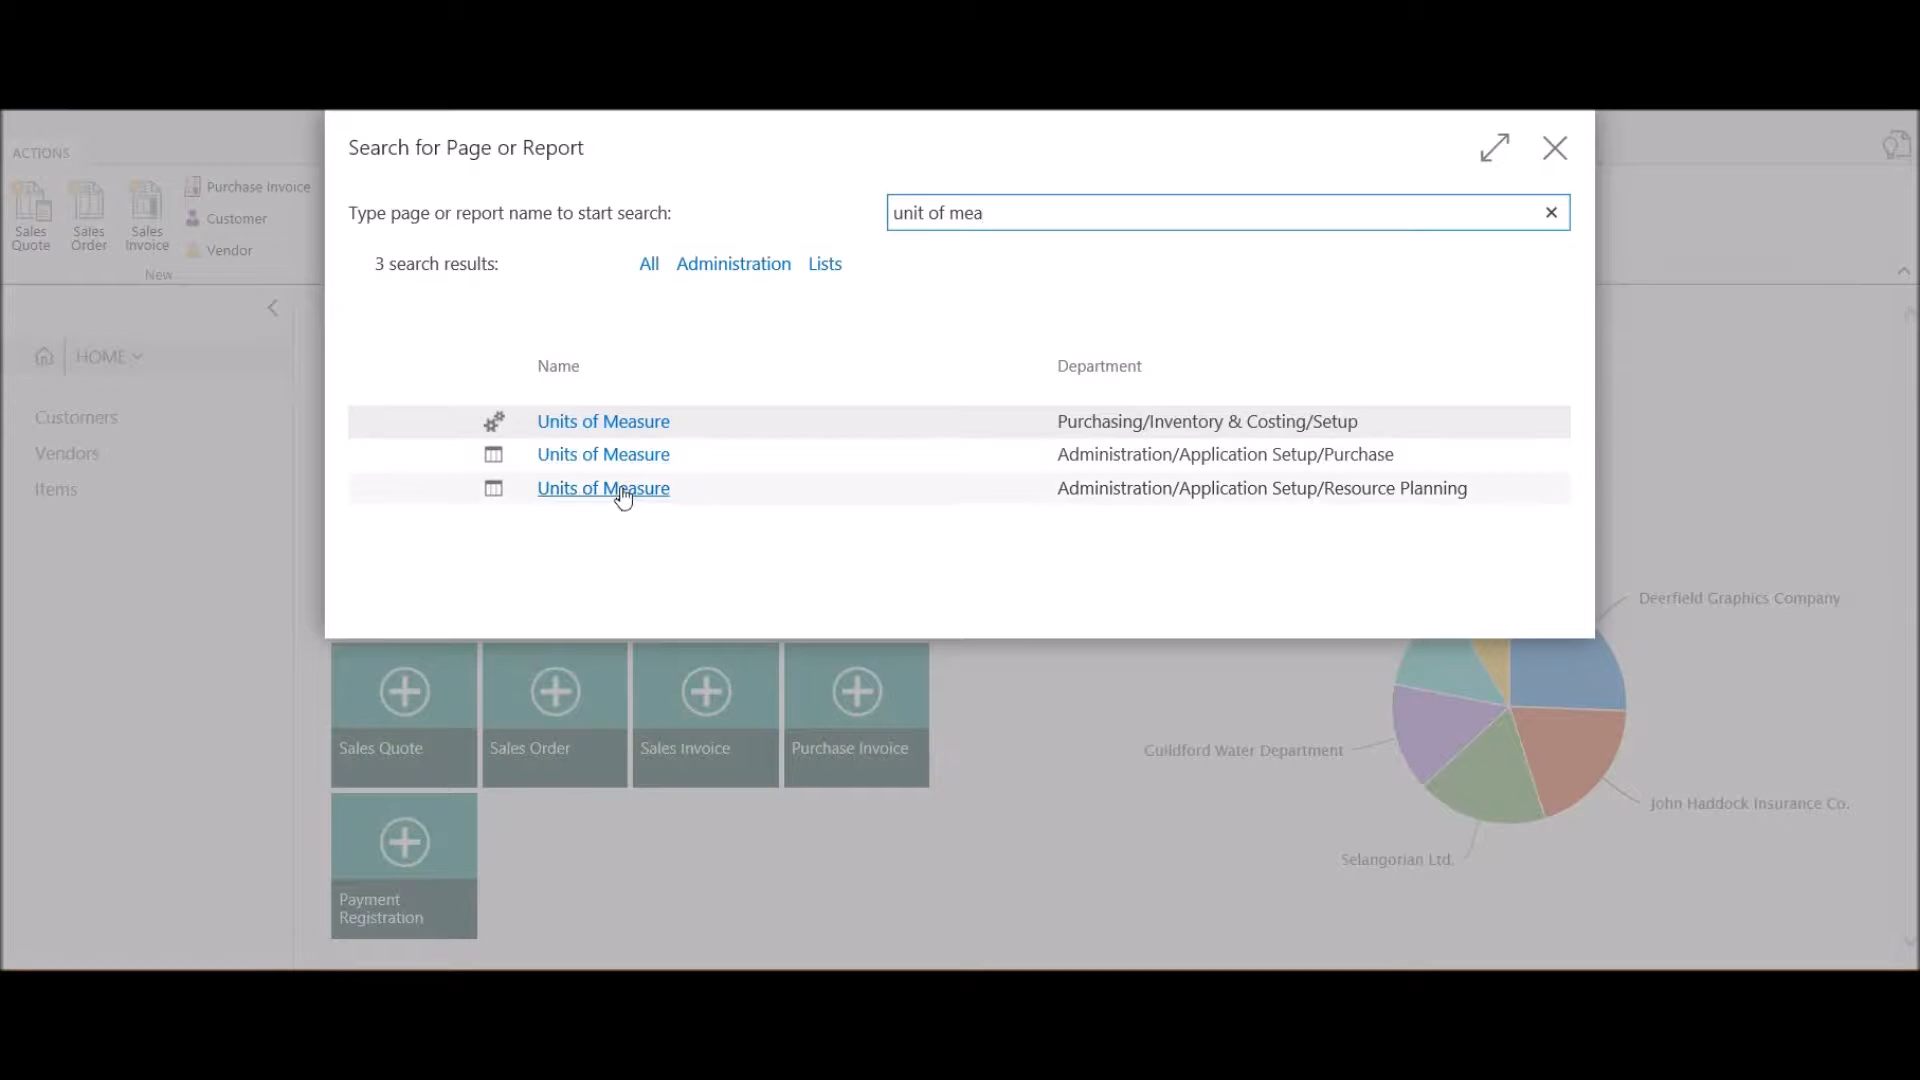 Search for Page or Report
Type page or report name to start search:
unit of mea
3 search results:
All Administration Lists
Name Department
Units of Measure Purchasing/Inventory & Costing/Setup
Units of Measure Administration/Application Setup/Purchase
Units of Measure Administration/Application Setup/Resource Planning
ACTIONS
Sales Quote
Sales Order
Sales Invoice
Purchase Invoice
Customer
Vendor
New
HOME
Customers
Vendors
Items
Sales Quote
Sales Order
Sales Invoice
Purchase Invoice
Payment
Registration
Deerfield Graphics Company
Guildford Water Department
John Haddock Insurance Co.
Selangorian Ltd.